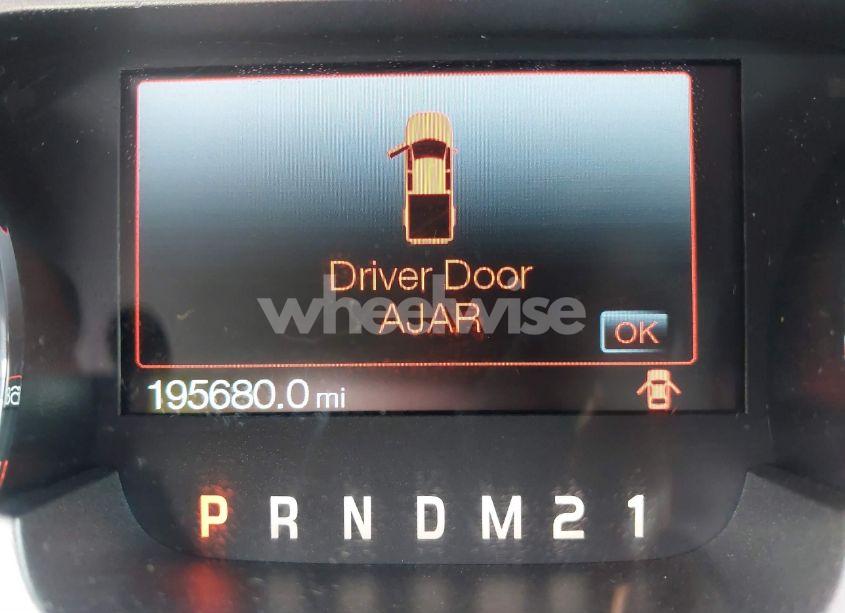 Driver Door
AJAR
wheelwise
OK
195680.0 mi
P R N D M 2 1